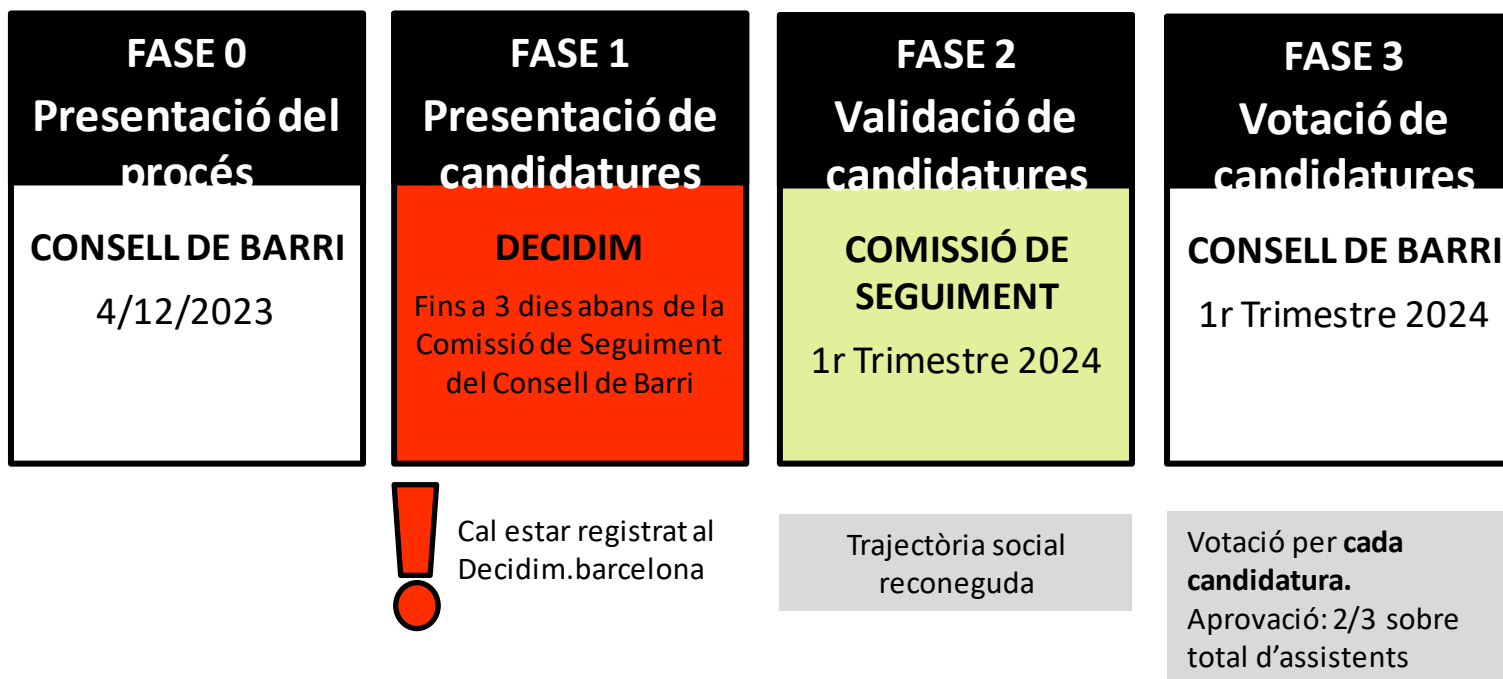 FASE 0
Presentació del
procés
CONSELL DE BARRI
4/12/2023
FASE 1
Presentació de
candidatures
DECIDIM
Fins a 3 dies abans de la
Comissió de Seguiment
del Consell de Barri
Cal estar registrat al
Decidim.barcelona
FASE 2
Validació de
candidatures
COMISSIÓ DE
SEGUIMENT
1r Trimestre 2024
Trajectòria social
reconeguda
FASE 3
Votació de
candidatures
CONSELL DE BARRI
1r Trimestre 2024
Votació per cada
candidatura.
Aprovació: 2/3 sobre
total d’assistents